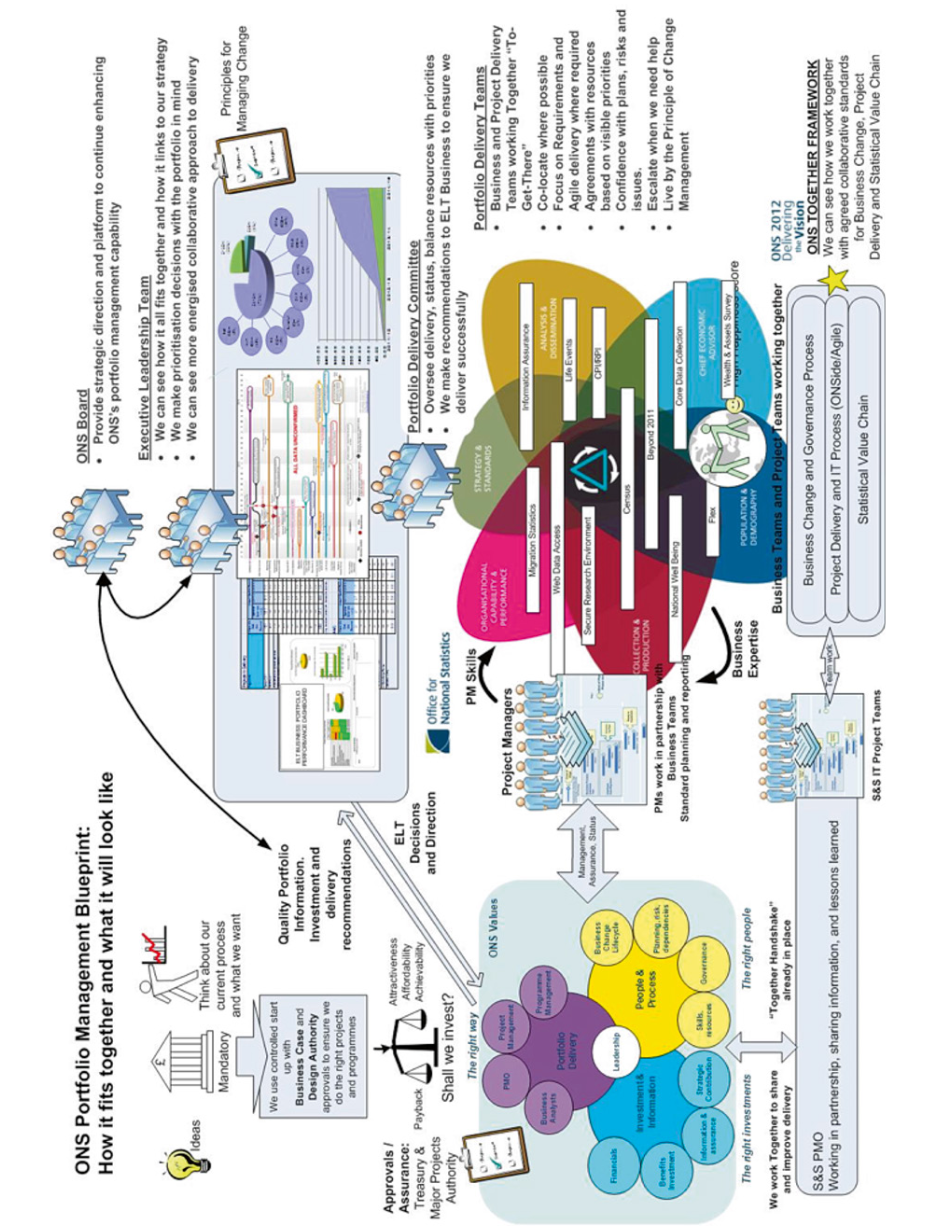 ONS Portfolio Management Blueprint:
How it fits together and what it will look like
Ideas
£
Mandatory
Think about our
current process
and what we want
We use controlled start
up with
Business Case and
Design Authority
approvals to ensure we
do the right projects
and programmes
Approvals /
Assurance:
Treasury &
Major Projects
Authority
Payback
Attractiveness
Affordability
Achievability
Shall we invest?
Quality Portfolio
Information.
Investment and
delivery
recommendations
ELT
Decisions
and Direction
ONS Board
• Provide strategic direction and platform to continue enhancing
ONS's portfolio management capability
Executive Leadership Team
• We can see how it all fits together and how it links to our strategy
• We make prioritisation decisions with the portfolio in mind
• We can see more energised collaborative approach to delivery
Principles for
Managing Change
ELT BUSINESS PORTFOLIO
PERFORMANCE DASHBOARD
ALL DATA UNCONFIRMED
Portfolio Delivery Committee
• Oversee delivery, status, balance resources with priorities
• We make recommendations to ELT Business to ensure we
deliver successfully
Office for
National Statistics
The right way
ONS Values
PMO
Project
Management
Programme
Management
Business
Analysts
Portfolio
Delivery
Leadership
People &
Process
Business
Change
Lifecycle
Planning, risk,
dependencies
Governance
Skills,
resources
Investment &
Information
Financials
Benefits
Investment
Information &
assurance
Strategic
Contribution
The right investments
The right people
Management,
Assurance, Status
Project Managers
PM Skills
PMs work in partnership with
Business Teams
Standard planning and reporting
Business
Expertise
ORGANISATIONAL
CAPABILITY &
PERFORMANCE
STRATEGY &
STANDARDS
ANALYSIS &
DISSEMINATION
COLLECTION &
PRODUCTION
POPULATION &
DEMOGRAPHY
CHIEF ECONOMIC
ADVISOR
Migration Statistics
Information Assurance
Web Data Access
Life Events
Secure Research Environment
CPI/RPI
Census
Beyond 2011
National Well Being
Core Data Collection
Flex
Wealth & Assets Survey
Business Teams and Project Teams working together
Portfolio Delivery Teams
• Business and Project Delivery
Teams working Together "To-
Get-There"
• Co-locate where possible
• Focus on Requirements and
Agile delivery where required
• Agreements with resources
based on visible priorities
• Confidence with plans, risks and
issues.
• Escalate when we need help
• Live by the Principle of Change
Management
We work Together to share
and improve delivery
"Together Handshake"
already in place
S&S PMO
Working in partnership, sharing information, and lessons learned
S&S IT Project Teams
Team work
Business Change and Governance Process
Project Delivery and IT Process (ONSide/Agile)
Statistical Value Chain
ONS 2012
Delivering
the Vision
ONS TOGETHER FRAMEWORK
We can see how we work together
with agreed collaborative standards
for Business Change, Project
Delivery and Statistical Value Chain